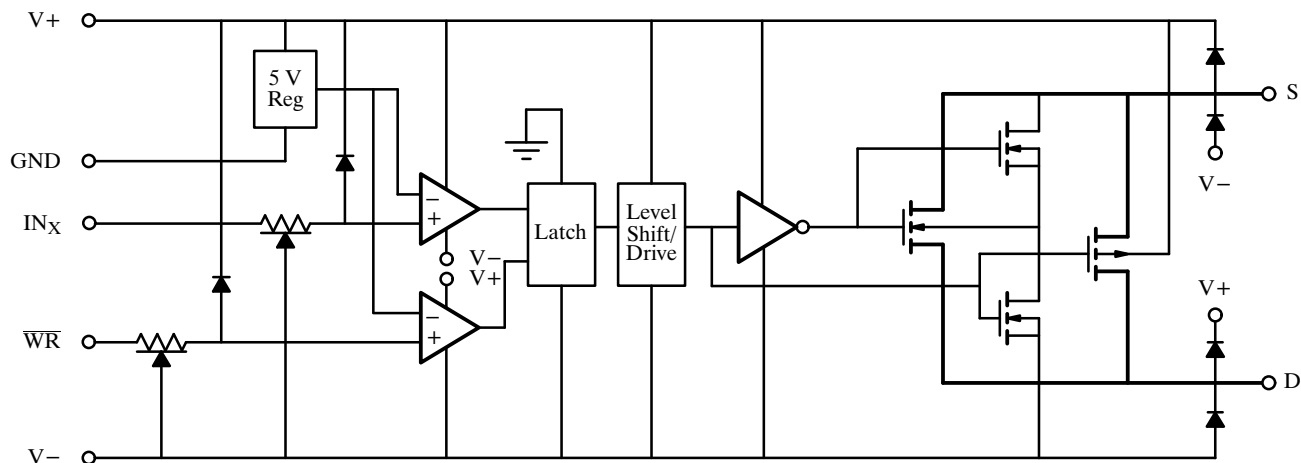 V+
5 V
Reg
S
GND
V−
−
+
INX
Latch
Level
Shift/
Drive
V−
V+
V+
−
+
WR
D
V−